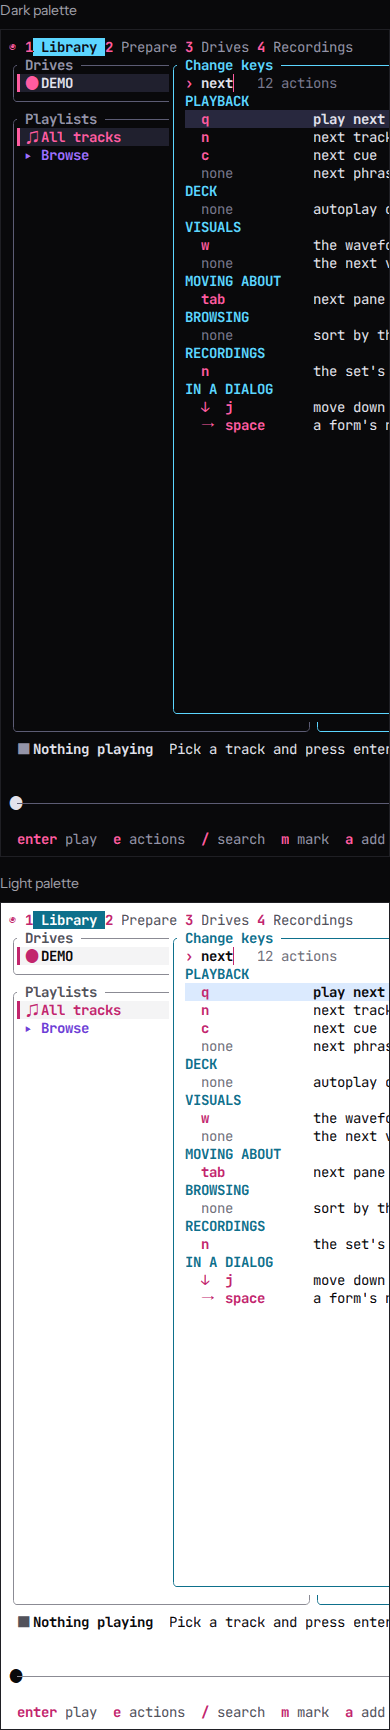 Dark palette
1 Library 2 Prepare 3 Drives 4 Recordings
Drives
DEMO
Playlists
All tracks
Browse
Change keys
› next 12 actions
PLAYBACK
q play next
n next track
c next cue
none next phras
DECK
none autoplay
VISUALS
w the wavefo
none the next v
MOVING ABOUT
tab next pane
BROWSING
none sort by th
RECORDINGS
n the set's
IN A DIALOG
↓ j move down
→ space a form's
Nothing playing Pick a track and press enter
enter play e actions / search m mark a add
Light palette
1 Library 2 Prepare 3 Drives 4 Recordings
Drives
DEMO
Playlists
All tracks
Browse
Change keys
› next 12 actions
PLAYBACK
q play next
n next track
c next cue
none next phras
DECK
none autoplay
VISUALS
w the wavefo
none the next v
MOVING ABOUT
tab next pane
BROWSING
none sort by th
RECORDINGS
n the set's
IN A DIALOG
↓ j move down
→ space a form's
Nothing playing Pick a track and press enter
enter play e actions / search m mark a add